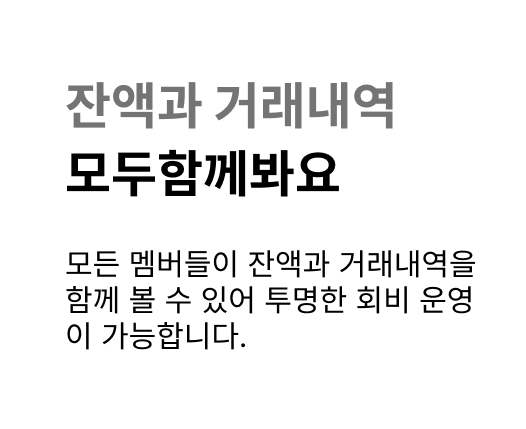 잔액과 거래내역
모두함께봐요
모든 멤버들이 잔액과 거래내역을
함께 볼 수 있어 투명한 회비 운영
이 가능합니다.